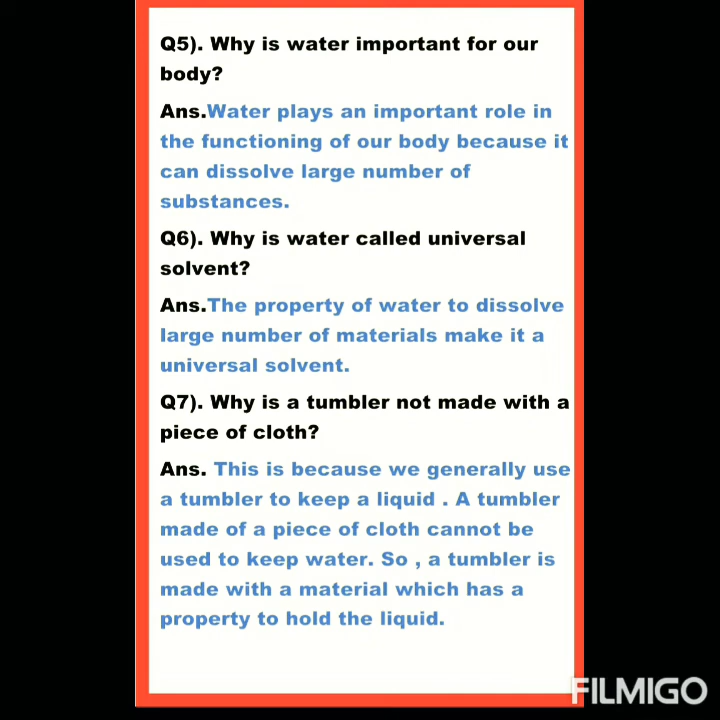 Q5). Why is water important for our
body?
Ans.Water plays an important role in
the functioning of our body because it
can dissolve large number of
substances.
Q6). Why is water called universal
solvent?
Ans.The property of water to dissolve
large number of materials make it a
universal solvent.
Q7). Why is a tumbler not made with a
piece of cloth?
Ans. This is because we generally use
a tumbler to keep a liquid . A tumbler
made of a piece of cloth cannot be
used to keep water. So , a tumbler is
made with a material which has a
property to hold the liquid.
FILMIGO